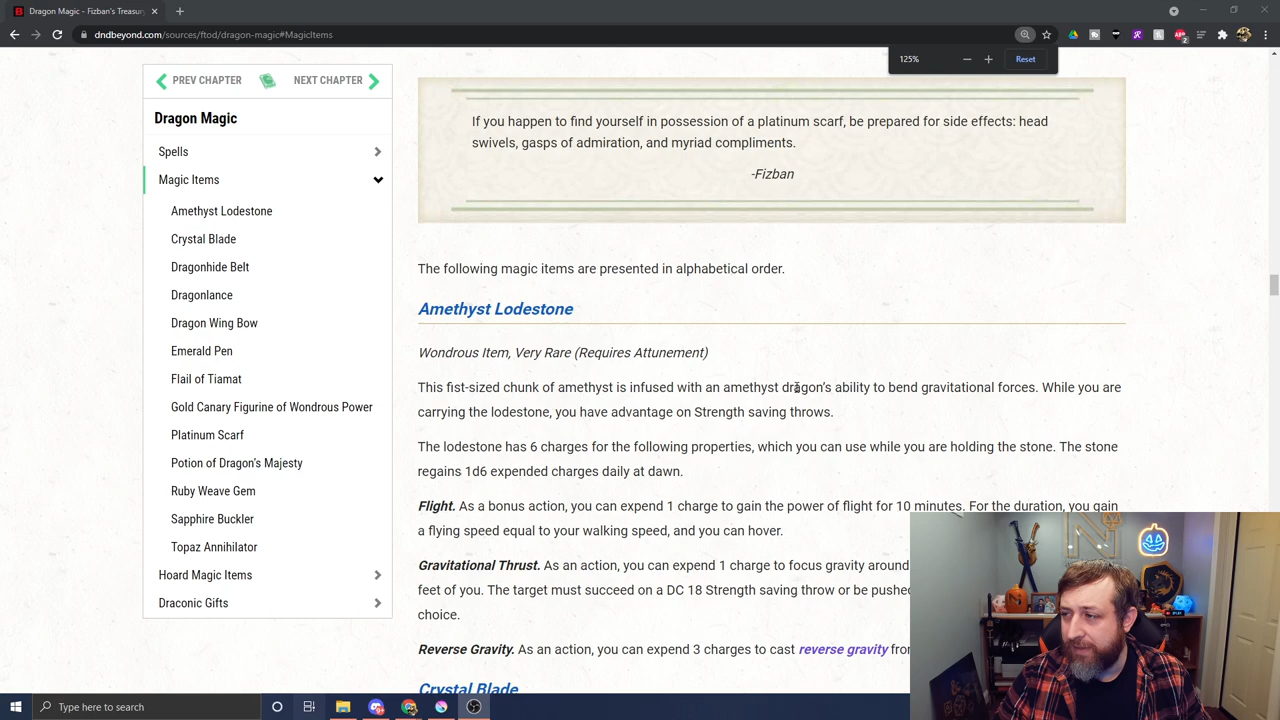 Dragon Magic - Fizban's Treasury
dndbeyond.com/sources/ftod/dragon-magic#MagicItems
125%
Reset
PREV CHAPTER
NEXT CHAPTER
Dragon Magic
Spells
Magic Items
Amethyst Lodestone
Crystal Blade
Dragonhide Belt
Dragonlance
Dragon Wing Bow
Emerald Pen
Flail of Tiamat
Gold Canary Figurine of Wondrous Power
Platinum Scarf
Potion of Dragon's Majesty
Ruby Weave Gem
Sapphire Buckler
Topaz Annihilator
Hoard Magic Items
Draconic Gifts
If you happen to find yourself in possession of a platinum scarf, be prepared for side effects: head
swivels, gasps of admiration, and myriad compliments.
-Fizban
The following magic items are presented in alphabetical order.
Amethyst Lodestone
Wondrous Item, Very Rare (Requires Attunement)
This fist-sized chunk of amethyst is infused with an amethyst dragon's ability to bend gravitational forces. While you are
carrying the lodestone, you have advantage on Strength saving throws.
The lodestone has 6 charges for the following properties, which you can use while you are holding the stone. The stone
regains 1d6 expended charges daily at dawn.
Flight. As a bonus action, you can expend 1 charge to gain the power of flight for 10 minutes. For the duration, you gain
a flying speed equal to your walking speed, and you can hover.
Gravitational Thrust. As an action, you can expend 1 charge to focus gravity around
feet of you. The target must succeed on a DC 18 Strength saving throw or be pushed
choice.
Reverse Gravity. As an action, you can expend 3 charges to cast reverse gravity from
Crystal Blade
Type here to search